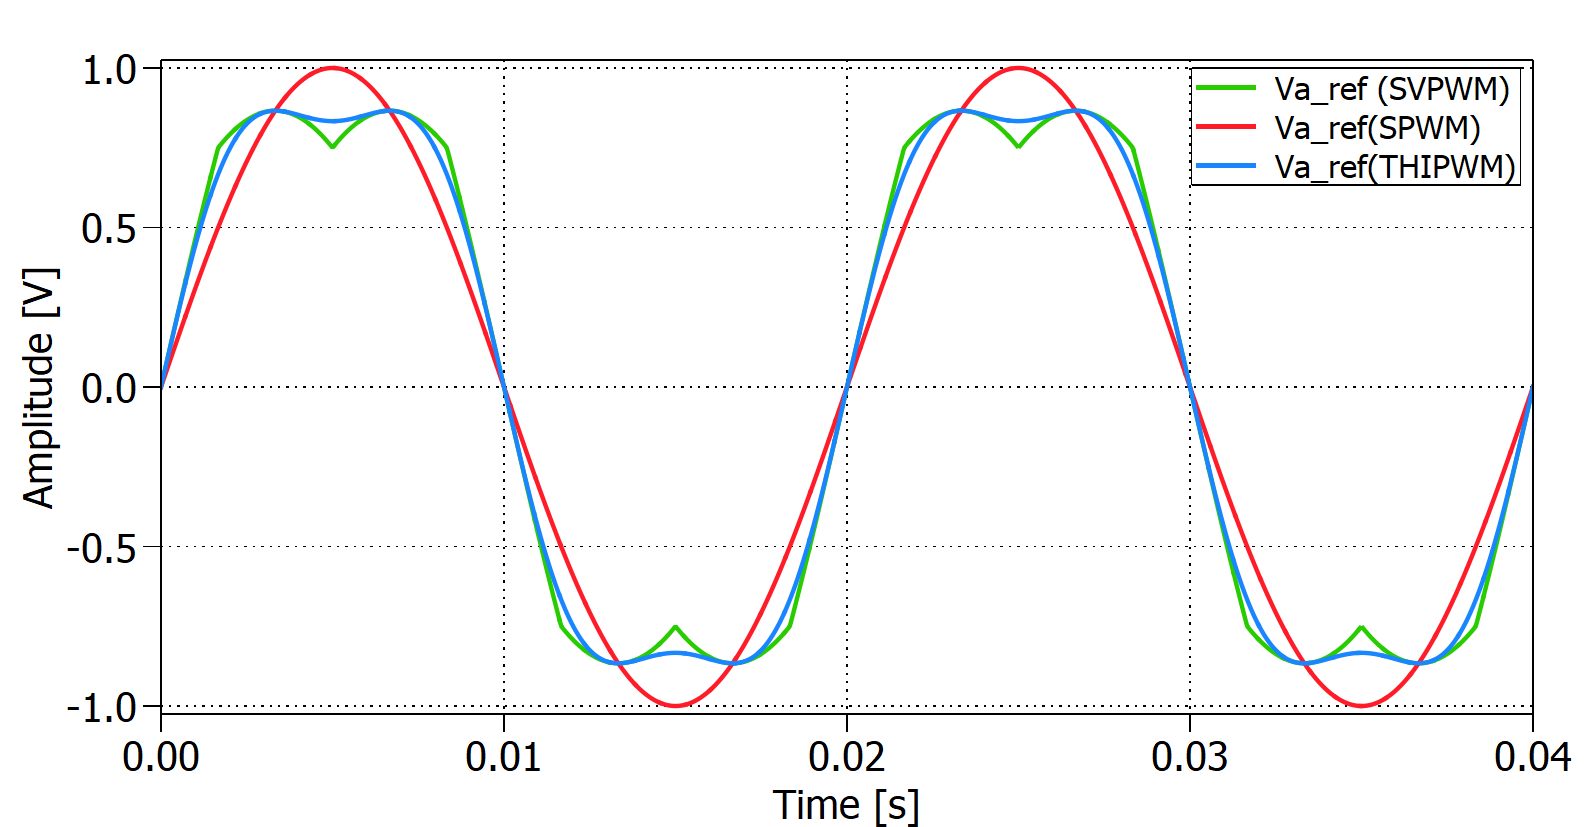 1.0
0.5
0.0
-0.5
-1.0
Amplitude [V]
Va_ref (SVPWM)
Va_ref(SPWM)
Va_ref(THIPWM)
0.00 0.01 0.02 0.03 0.04
Time [s]